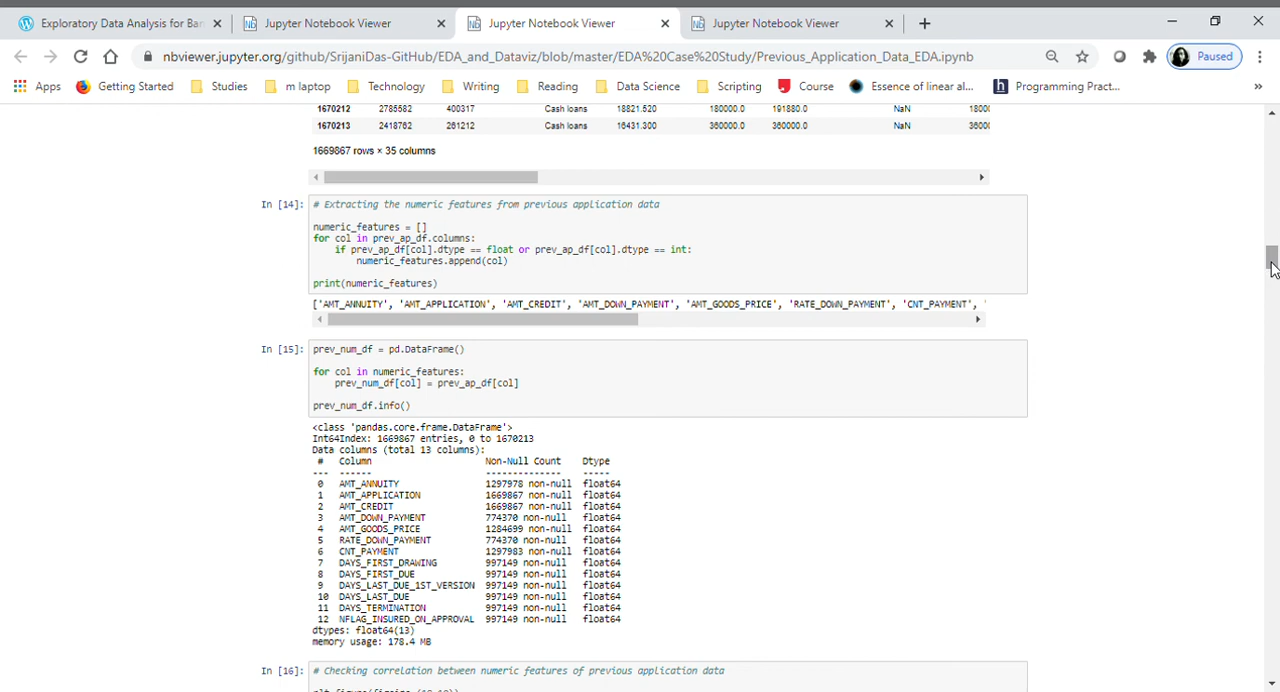 Exploratory Data Analysis for Ban
Jupyter Notebook Viewer
Jupyter Notebook Viewer
Jupyter Notebook Viewer
nbviewer.jupyter.org/github/SrijaniDas-GitHub/EDA_and_Dataviz/blob/master/EDA%20Case%20Study/Previous_Application_Data_EDA.ipynb
Paused
Apps Getting Started Studies m laptop Technology Writing Reading Data Science Scripting Course Essence of linear al... Programming Pract... »
1670212 2785582 400317 Cash loans 18821.520 180000.0 191880.0 NaN 1800(
1670213 2418762 261212 Cash loans 16431.300 360000.0 360000.0 NaN 3600(
1669867 rows × 35 columns
In [14]: # Extracting the numeric features from previous application data
numeric_features = []
for col in prev_ap_df.columns:
if prev_ap_df[col].dtype == float or prev_ap_df[col].dtype == int:
numeric_features.append(col)
print(numeric_features)
['AMT_ANNUITY', 'AMT_APPLICATION', 'AMT_CREDIT', 'AMT_DOWN_PAYMENT', 'AMT_GOODS_PRICE', 'RATE_DOWN_PAYMENT', 'CNT_PAYMENT', '
In [15]: prev_num_df = pd.DataFrame()
for col in numeric_features:
prev_num_df[col] = prev_ap_df[col]
prev_num_df.info()
<class 'pandas.core.frame.DataFrame'>
Int64Index: 1669867 entries, 0 to 1670213
Data columns (total 13 columns):
# Column Non-Null Count Dtype
--- ------ -------------- -----
0 AMT_ANNUITY 1297978 non-null float64
1 AMT_APPLICATION 1669867 non-null float64
2 AMT_CREDIT 1669867 non-null float64
3 AMT_DOWN_PAYMENT 774370 non-null float64
4 AMT_GOODS_PRICE 1284699 non-null float64
5 RATE_DOWN_PAYMENT 774370 non-null float64
6 CNT_PAYMENT 1297983 non-null float64
7 DAYS_FIRST_DRAWING 997149 non-null float64
8 DAYS_FIRST_DUE 997149 non-null float64
9 DAYS_LAST_DUE_1ST_VERSION 997149 non-null float64
10 DAYS_LAST_DUE 997149 non-null float64
11 DAYS_TERMINATION 997149 non-null float64
12 NFLAG_INSURED_ON_APPROVAL 997149 non-null float64
dtypes: float64(13)
memory usage: 178.4 MB
In [16]: # Checking correlation between numeric features of previous application data